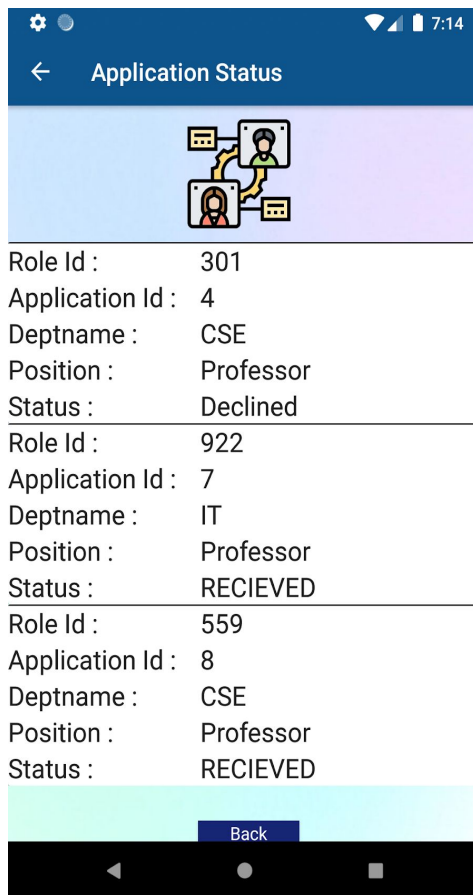 7:14
Application Status
Role Id : 301
Application Id : 4
Deptname : CSE
Position : Professor
Status : Declined
Role Id : 922
Application Id : 7
Deptname : IT
Position : Professor
Status : RECIEVED
Role Id : 559
Application Id : 8
Deptname : CSE
Position : Professor
Status : RECIEVED
Back